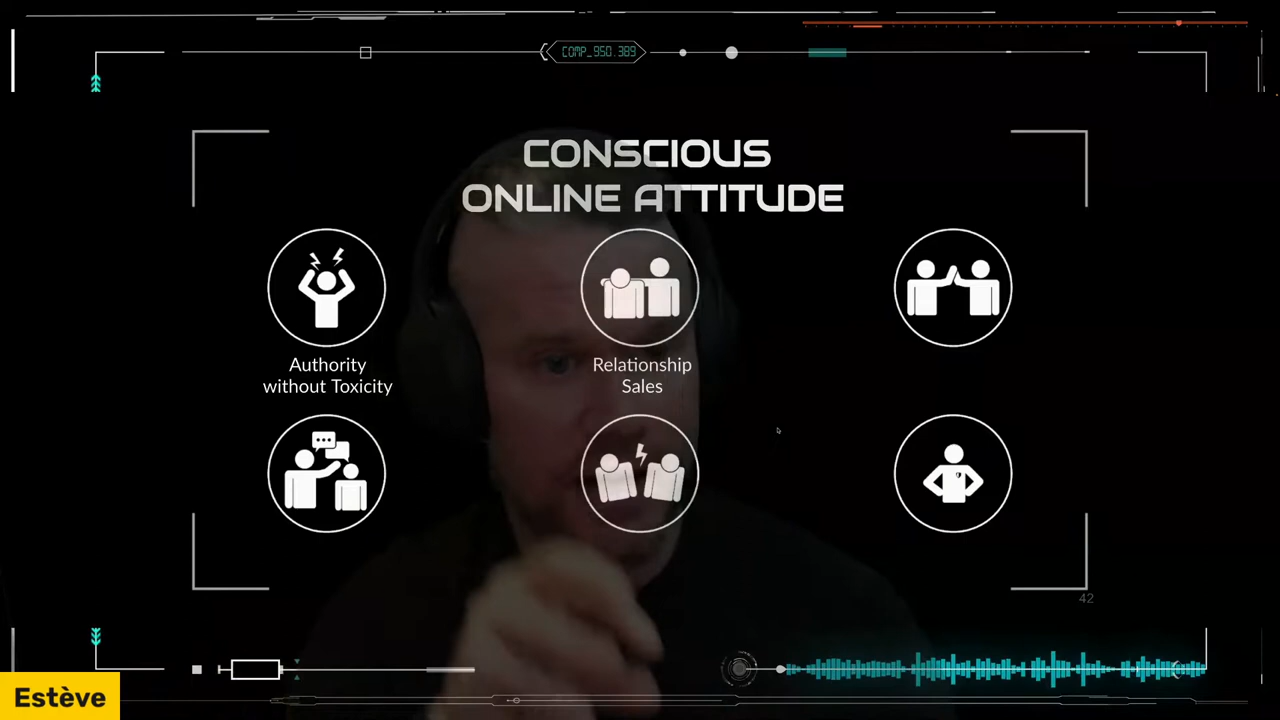 COMP_950.389
CONSCIOUS
ONLINE ATTITUDE
Authority
without Toxicity
Relationship
Sales
42
Estève